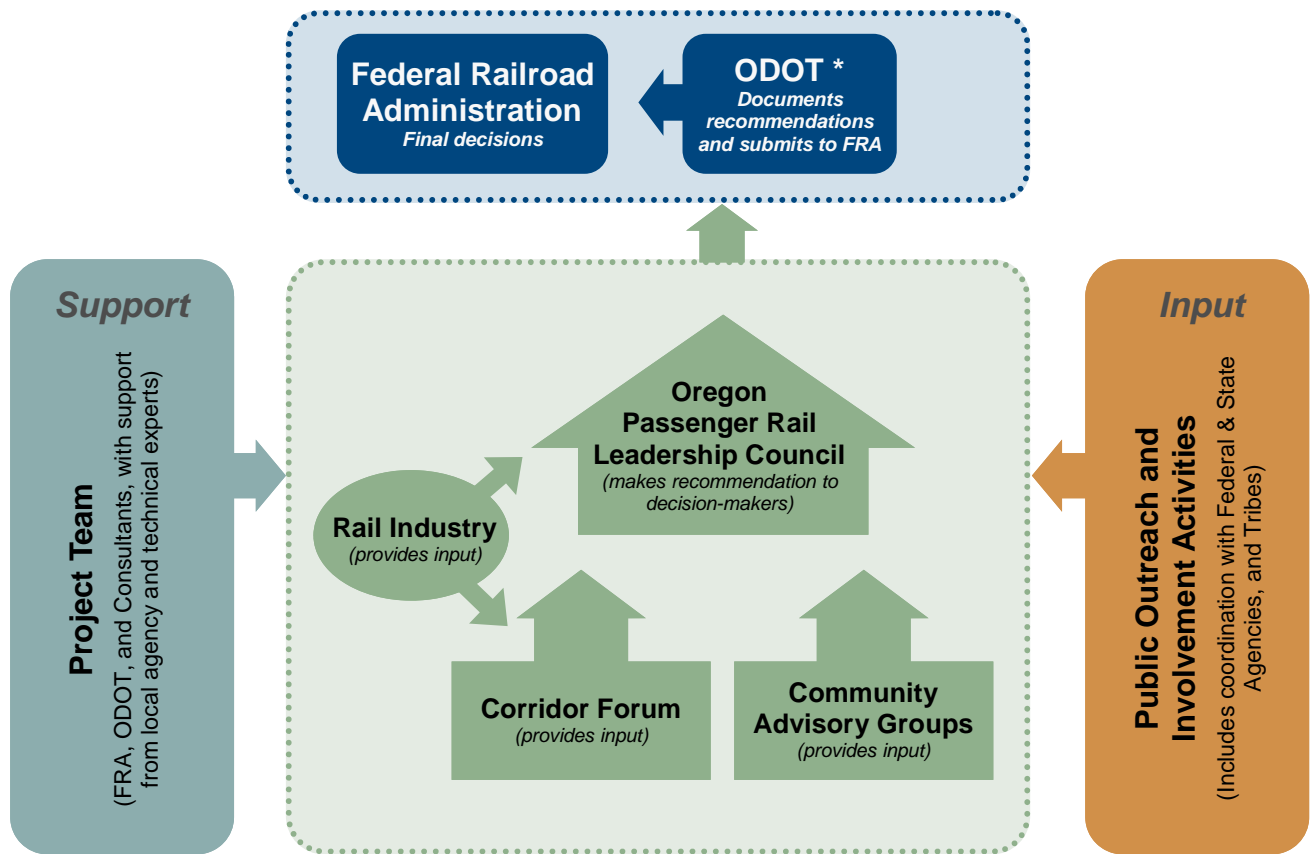 Federal Railroad
Administration
Final decisions
ODOT *
Documents
recommendations
and submits to FRA
Support
Project Team
(FRA, ODOT, and Consultants, with support
from local agency and technical experts)
Oregon
Passenger Rail
Leadership Council
(makes recommendation to
decision-makers)
Rail Industry
(provides input)
Corridor Forum
(provides input)
Community
Advisory Groups
(provides input)
Input
Public Outreach and
Involvement Activities
(Includes coordination with Federal & State
Agencies, and Tribes)